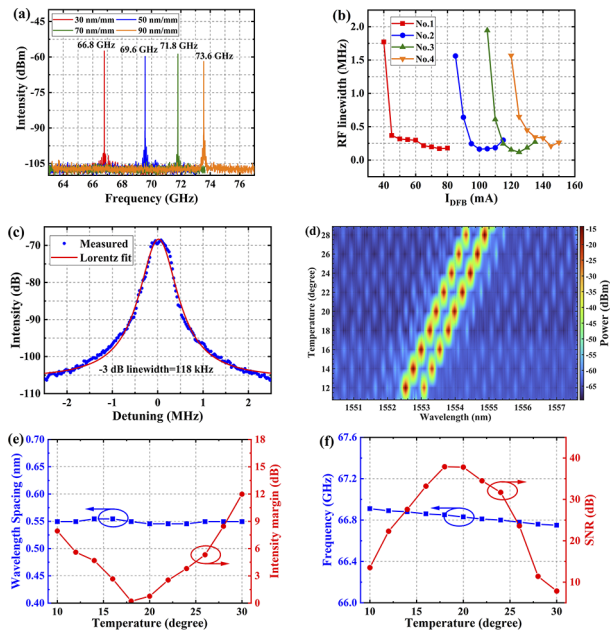 (a)
30 nm/mm 50 nm/mm
70 nm/mm 90 nm/mm
66.8 GHz
69.6 GHz
71.8 GHz
73.6 GHz
-45
-60
-75
-90
-105
Intensity (dBm)
64 66 68 70 72 74 76
Frequency (GHz)
(b)
No.1
No.2
No.3
No.4
2.0
1.5
1.0
0.5
0.0
RF linewidth (MHz)
40 60 80 100 120 140 160
I_DFB (mA)
(c)
Measured
Lorentz fit
-3 dB linewidth=118 kHz
-70
-80
-90
-100
-110
Intensity (dB)
-2 -1 0 1 2
Detuning (MHz)
(d)
28
26
24
22
20
18
16
14
12
Temperature (degree)
1551 1552 1553 1554 1555 1556 1557
Wavelength (nm)
-15
-20
-25
-30
-35
-40
-45
-50
-55
-60
-65
Power (dBm)
(e)
0.70
0.65
0.60
0.55
0.50
0.45
0.40
Wavelength Spacing (nm)
18
15
12
9
6
3
0
Intensity margin (dB)
10 15 20 25 30
Temperature (degree)
(f)
67.6
67.2
66.8
66.4
66.0
Frequency (GHz)
50
40
30
20
10
SNR (dB)
10 15 20 25 30
Temperature (degree)